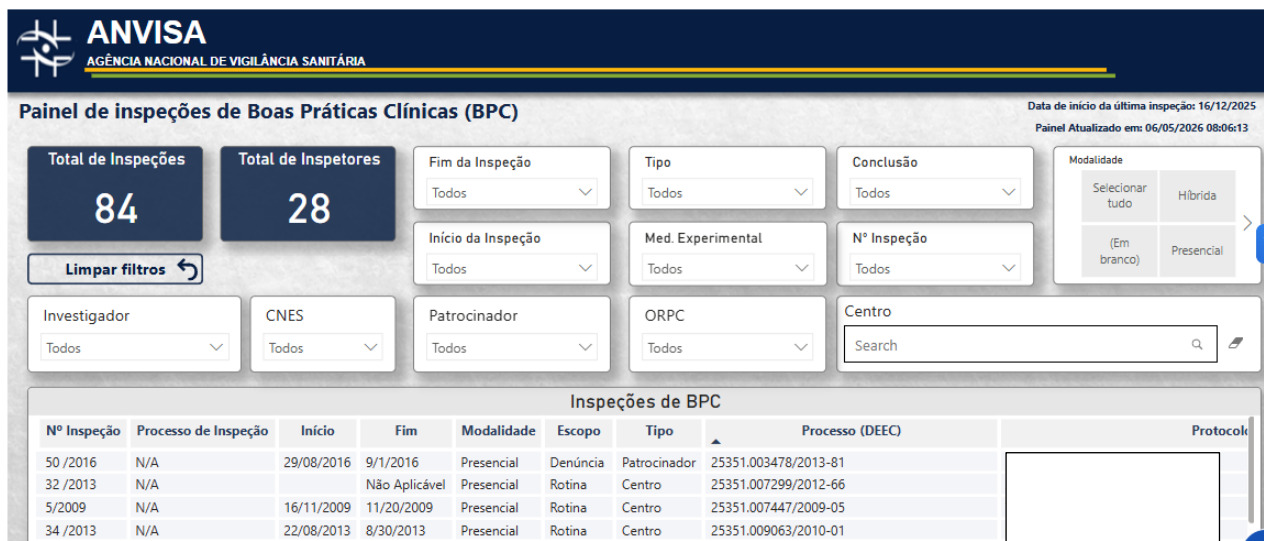 ANVISA
AGÊNCIA NACIONAL DE VIGILÂNCIA SANITÁRIA
Painel de inspeções de Boas Práticas Clínicas (BPC)
Data de início da última inspeção: 16/12/2025
Painel Atualizado em: 06/05/2026 08:06:13
Total de Inspeções
84
Total de Inspetores
28
Fim da Inspeção
Todos
Tipo
Todos
Conclusão
Todos
Modalidade
Selecionar
tudo
Híbrida
(Em
branco)
Presencial
Limpar filtros
Início da Inspeção
Todos
Med. Experimental
Todos
Nº Inspeção
Todos
Investigador
Todos
CNES
Todos
Patrocinador
Todos
ORPC
Todos
Centro
Search
Inspeções de BPC
Nº Inspeção Processo de Inspeção Início Fim Modalidade Escopo Tipo Processo (DEEC)
50 /2016 N/A 29/08/2016 9/1/2016 Presencial Denúncia Patrocinador 25351.003478/2013-81
32 /2013 N/A Não Aplicável Presencial Rotina Centro 25351.007299/2012-66
5/2009 N/A 16/11/2009 11/20/2009 Presencial Rotina Centro 25351.007447/2009-05
34 /2013 N/A 22/08/2013 8/30/2013 Presencial Rotina Centro 25351.009063/2010-01